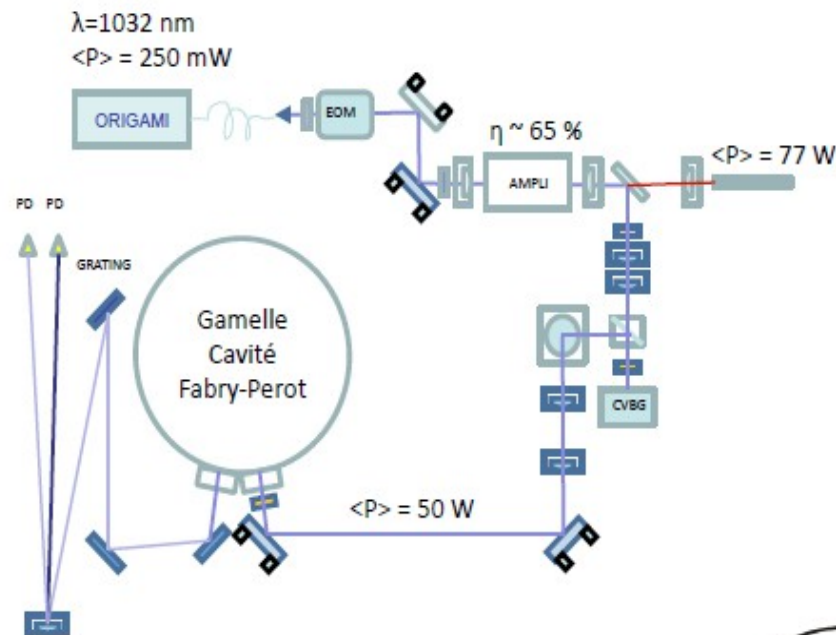 λ=1032 nm
<P> = 250 mW
ORIGAMI
EOM
η ~ 65 %
AMPLI
<P> = 77 W
PD PD
GRATING
Gamelle
Cavité
Fabry-Perot
CVBG
<P> = 50 W